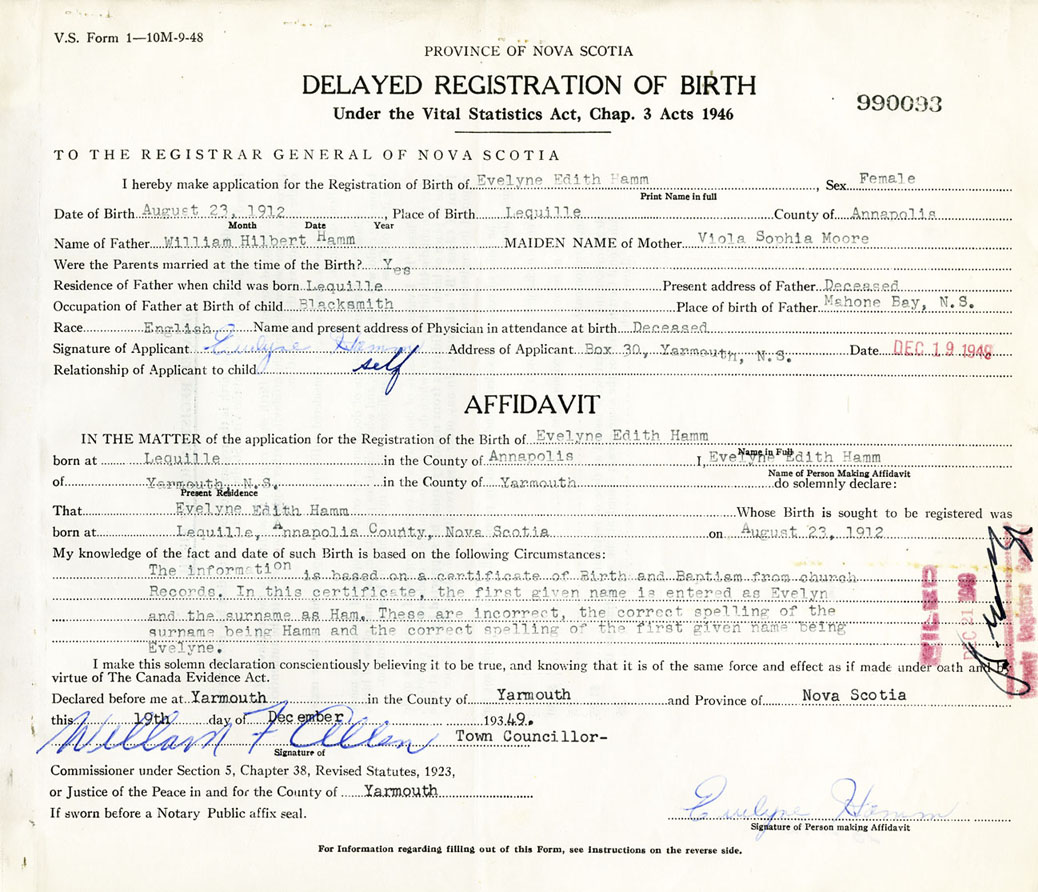 V.S. Form 1—10M-9-48
PROVINCE OF NOVA SCOTIA
DELAYED REGISTRATION OF BIRTH
990093
Under the Vital Statistics Act, Chap. 3 Acts 1946
TO THE REGISTRAR GENERAL OF NOVA SCOTIA
I hereby make application for the Registration of Birth of Evelyne Edith Hamm, Sex Female
Print Name in full
Date of Birth August 23, 1912, Place of Birth Lequille County of Annapolis
Month Date Year
Name of Father William Hilbert Hamm MAIDEN NAME of Mother Viola Sophia Moore
Were the Parents married at the time of the Birth? Yes
Residence of Father when child was born Lequille Present address of Father Deceased
Occupation of Father at Birth of child Blacksmith Place of birth of Father Mahone Bay, N.S.
Race English Name and present address of Physician in attendance at birth Deceased
Signature of Applicant Evelyne Hamm Address of Applicant Box 30, Yarmouth, N.S. Date DEC 19 194
Relationship of Applicant to child self
AFFIDAVIT
IN THE MATTER of the application for the Registration of the Birth of Evelyne Edith Hamm
Name in Full
born at Lequille in the County of Annapolis I, Evelyne Edith Hamm
Name of Person Making Affidavit
of Yarmouth N.S. in the County of Yarmouth do solemnly declare:
Present Residence
That Evelyne Edith Hamm Whose Birth is sought to be registered was
born at Lequille, Annapolis County, Nova Scotia on August 23, 1912
My knowledge of the fact and date of such Birth is based on the following Circumstances:
The information is based on a certificate of Birth and Baptism from church
Records. In this certificate, the first given name is entered as Evelyn
and the surname as Ham. These are incorrect, the correct spelling of the
surname being Hamm and the correct spelling of the first given name being
Evelyne.
FILED
DEC 21
I make this solemn declaration conscientiously believing it to be true, and knowing that it is of the same force and effect as if made under oath and by
virtue of The Canada Evidence Act.
Declared before me at Yarmouth in the County of Yarmouth and Province of Nova Scotia
this 19th day of December 19349.
William F Allen Town Councillor-
Signature of
Commissioner under Section 5, Chapter 38, Revised Statutes, 1923,
or Justice of the Peace in and for the County of Yarmouth
If sworn before a Notary Public affix seal.
Evelyne Hamm
Signature of Person making Affidavit
For Information regarding filling out of this Form, see instructions on the reverse side.